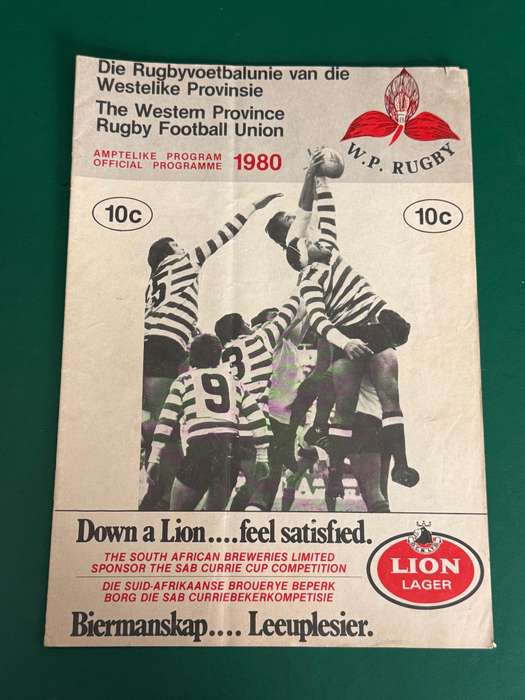 Die Rugbyvoetbalunie van die
Westelike Provinsie
The Western Province
Rugby Football Union
AMPTELIKE PROGRAM
OFFICIAL PROGRAMME 1980
W.P. RUGBY
10c
10c
5
3
9
Down a Lion....feel satisfied.
THE SOUTH AFRICAN BREWERIES LIMITED
SPONSOR THE SAB CURRIE CUP COMPETITION
DIE SUID-AFRIKAANSE BROUERYE BEPERK
BORG DIE SAB CURRIEBEKERKOMPETISIE
Biermanskap.... Leeuplesier.
LION
LAGER